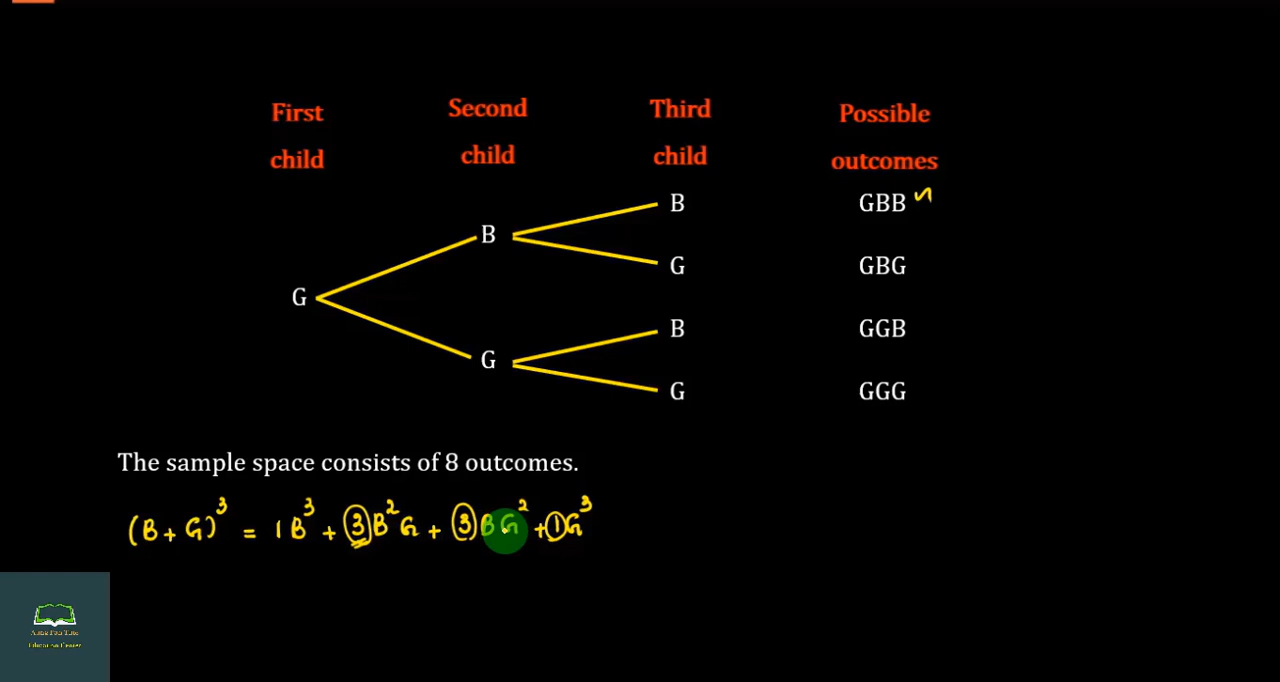 First Second Third Possible
child child child outcomes
B GBB
B
G GBG
G
B GGB
G
G GGG
The sample space consists of 8 outcomes.
(B + G)³ = 1B³ + 3B²G + 3BG² + 1G³